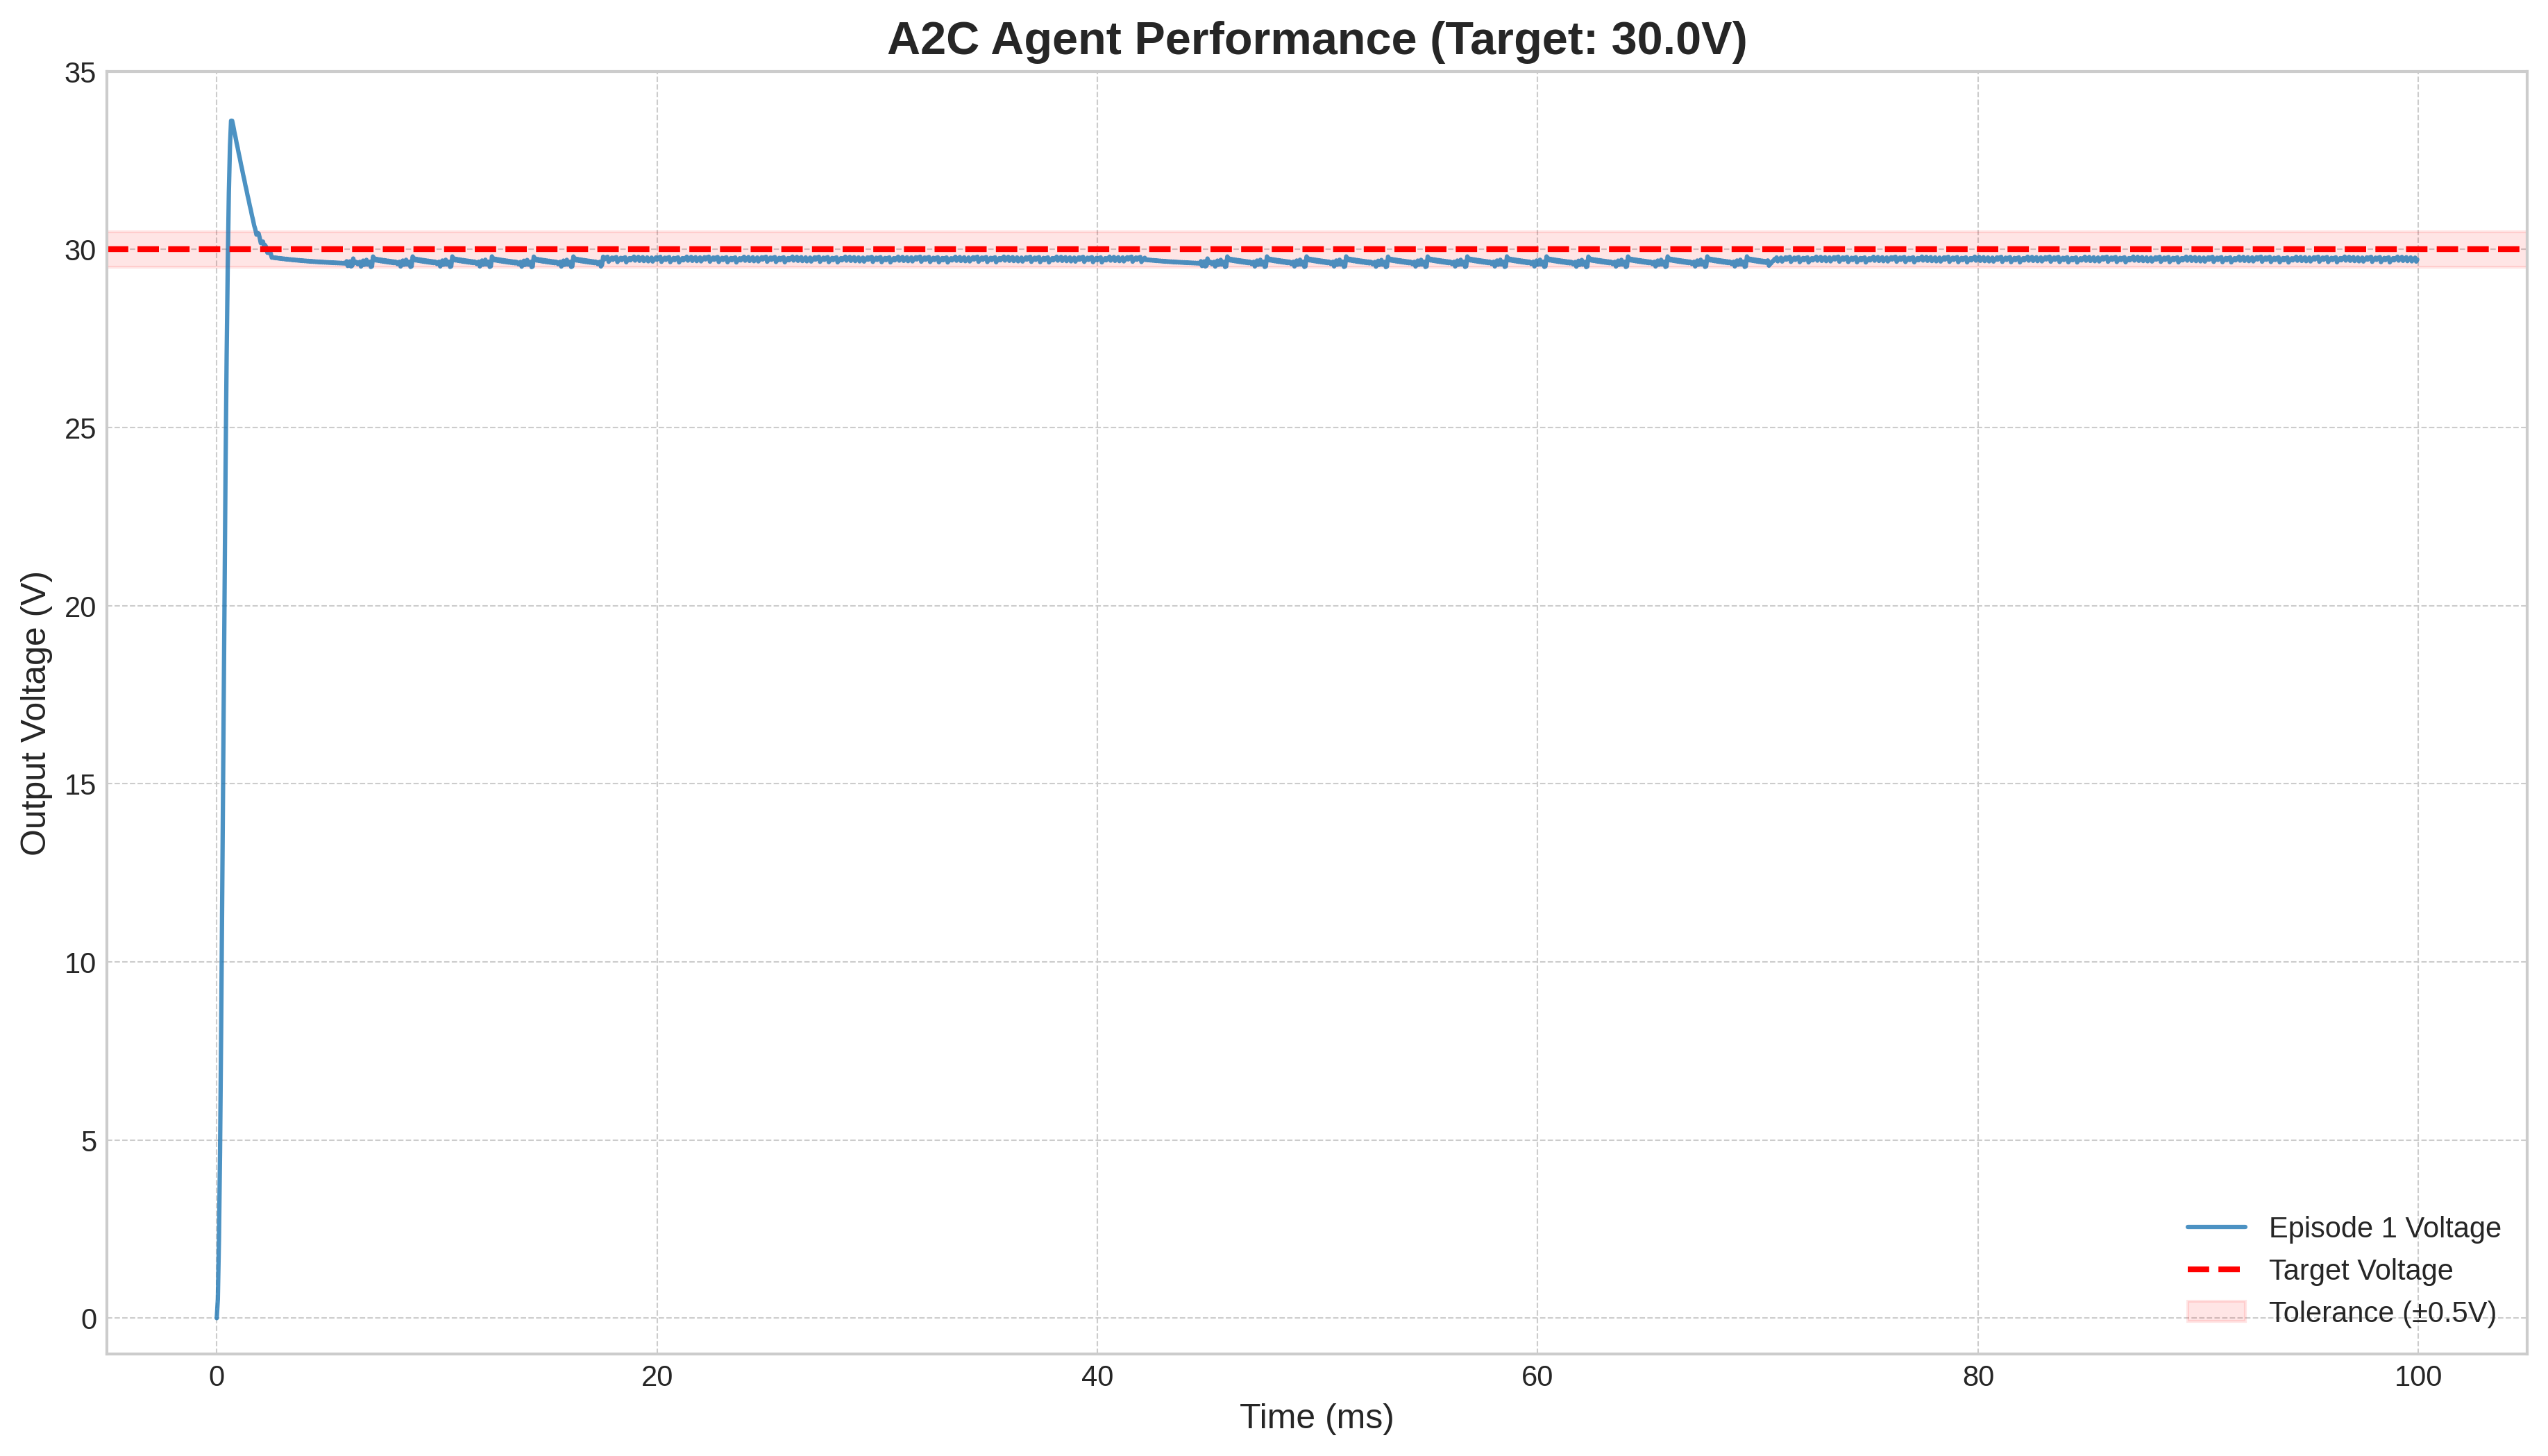 A2C Agent Performance (Target: 30.0V)
35
30
25
20
15
10
5
0
Output Voltage (V)
0 20 40 60 80 100
Time (ms)
Episode 1 Voltage
Target Voltage
Tolerance (±0.5V)